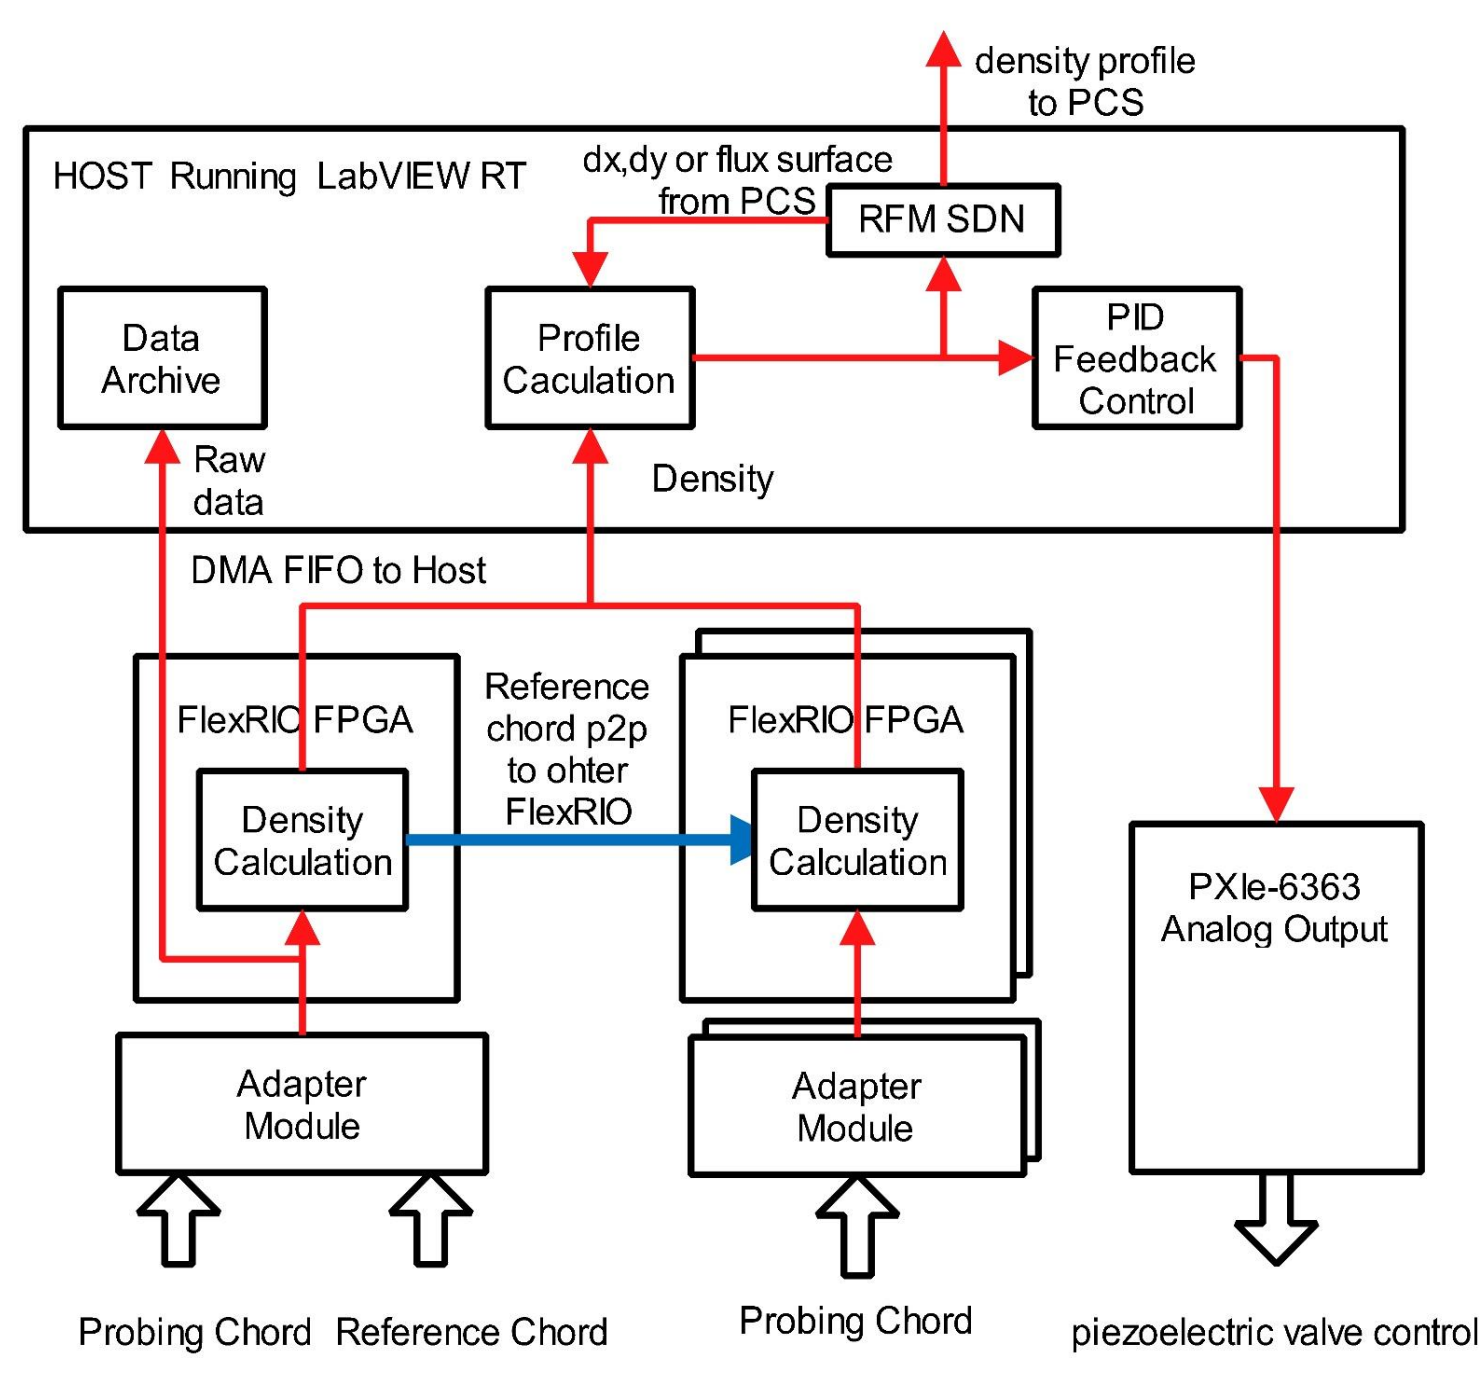 density profile
to PCS
HOST Running LabVIEW RT
dx,dy or flux surface
from PCS
RFM SDN
Data
Archive
Profile
Caculation
PID
Feedback
Control
Raw
data
Density
DMA FIFO to Host
FlexRIO FPGA
Reference
chord p2p
to ohter
FlexRIO
FlexRIO FPGA
Density
Calculation
Density
Calculation
PXIe-6363
Analog Output
Adapter
Module
Adapter
Module
Probing Chord
Reference Chord
Probing Chord
piezoelectric valve control